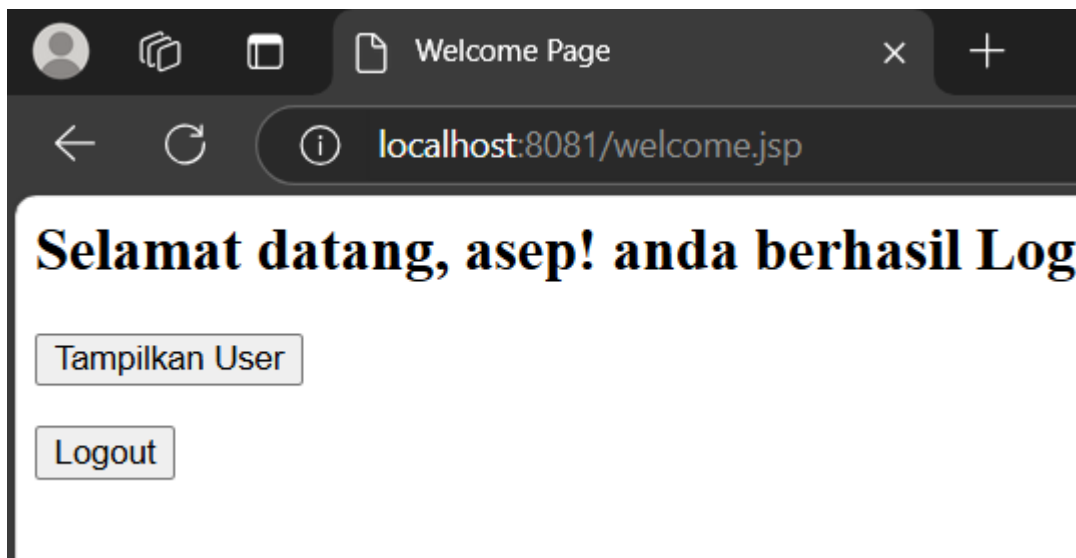 Welcome Page
localhost:8081/welcome.jsp
Selamat datang, asep! anda berhasil Log
Tampilkan User
Logout